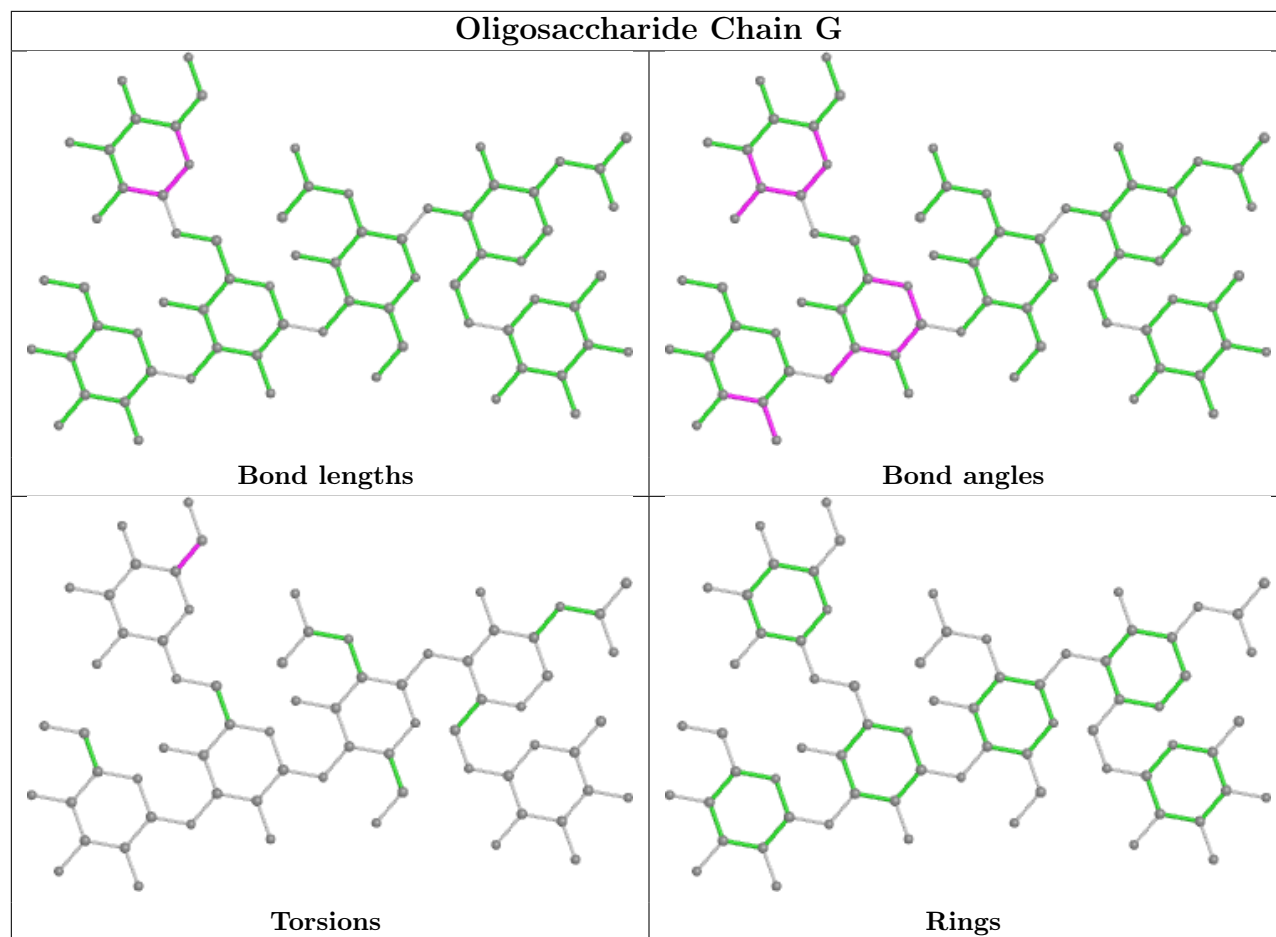 Oligosaccharide Chain G
Bond lengths
Bond angles
Torsions
Rings